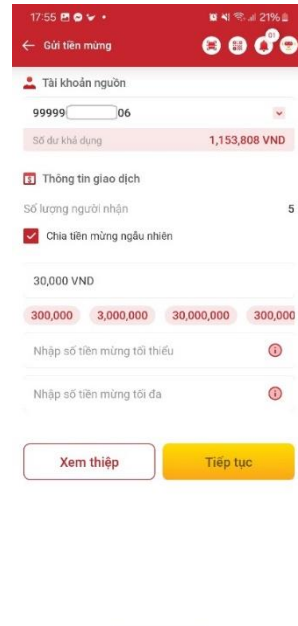 17:55 21%
Gửi tiền mừng 01
Tài khoản nguồn
99999 06
Số dư khả dụng 1,153,808 VND
Thông tin giao dịch
Số lượng người nhận 5
Chia tiền mừng ngẫu nhiên
30,000 VND
300,000 3,000,000 30,000,000 300,000
Nhập số tiền mừng tối thiểu
Nhập số tiền mừng tối đa
Xem thiệp Tiếp tục